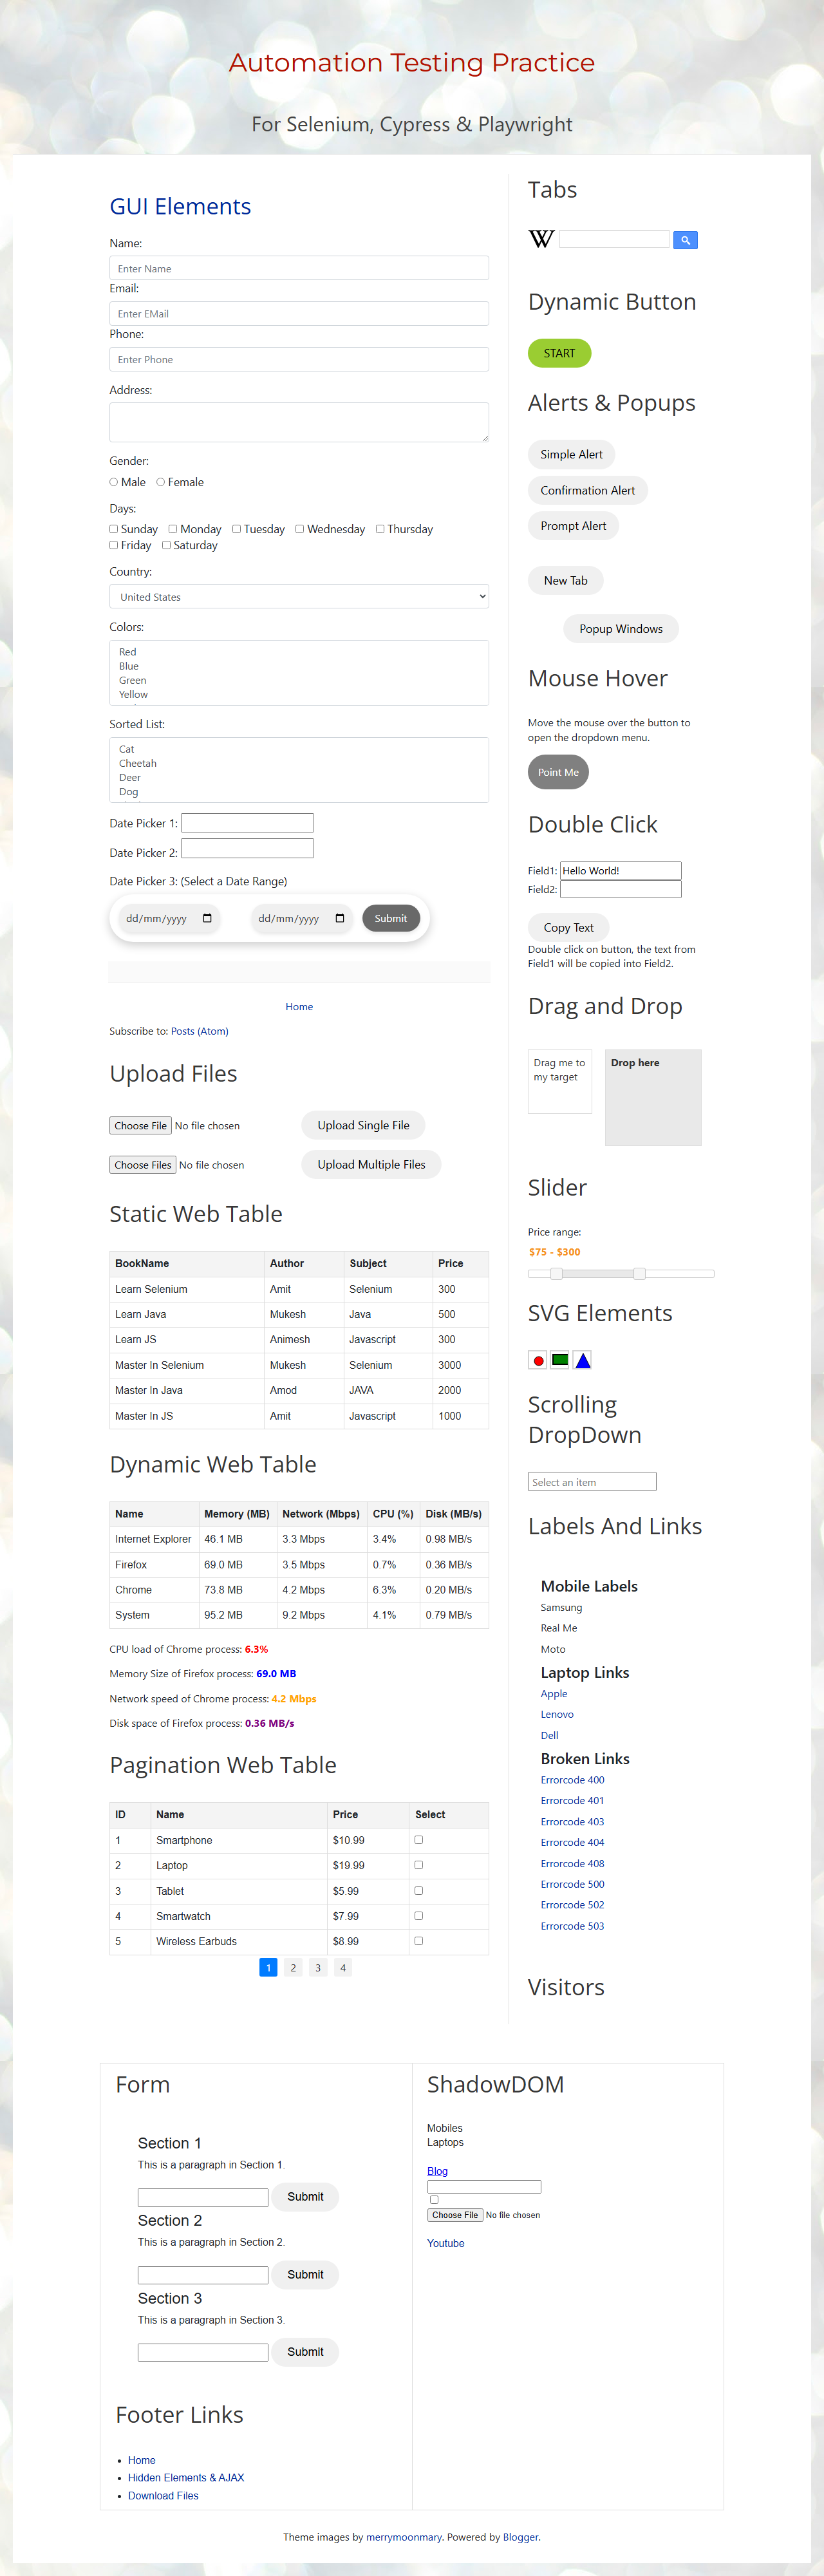 Automation Testing Practice
For Selenium, Cypress & Playwright
GUI Elements
Name:
Enter Name
Email:
Enter EMail
Phone:
Enter Phone
Address:
Gender:
Male Female
Days:
Sunday Monday Tuesday Wednesday Thursday
Friday Saturday
Country:
United States
Colors:
Red
Blue
Green
Yellow
Sorted List:
Cat
Cheetah
Deer
Dog
Date Picker 1:
Date Picker 2:
Date Picker 3: (Select a Date Range)
dd/mm/yyyy dd/mm/yyyy Submit
Home
Subscribe to: Posts (Atom)
Upload Files
Choose File No file chosen Upload Single File
Choose Files No file chosen Upload Multiple Files
Static Web Table
BookName Author Subject Price
Learn Selenium Amit Selenium 300
Learn Java Mukesh Java 500
Learn JS Animesh Javascript 300
Master In Selenium Mukesh Selenium 3000
Master In Java Amod JAVA 2000
Master In JS Amit Javascript 1000
Dynamic Web Table
Name Memory (MB) Network (Mbps) CPU (%) Disk (MB/s)
Internet Explorer 46.1 MB 3.3 Mbps 3.4% 0.98 MB/s
Firefox 69.0 MB 3.5 Mbps 0.7% 0.36 MB/s
Chrome 73.8 MB 4.2 Mbps 6.3% 0.20 MB/s
System 95.2 MB 9.2 Mbps 4.1% 0.79 MB/s
CPU load of Chrome process: 6.3%
Memory Size of Firefox process: 69.0 MB
Network speed of Chrome process: 4.2 Mbps
Disk space of Firefox process: 0.36 MB/s
Pagination Web Table
ID Name Price Select
1 Smartphone $10.99
2 Laptop $19.99
3 Tablet $5.99
4 Smartwatch $7.99
5 Wireless Earbuds $8.99
1 2 3 4
Tabs
W
Dynamic Button
START
Alerts & Popups
Simple Alert
Confirmation Alert
Prompt Alert
New Tab
Popup Windows
Mouse Hover
Move the mouse over the button to
open the dropdown menu.
Point Me
Double Click
Field1: Hello World!
Field2:
Copy Text
Double click on button, the text from
Field1 will be copied into Field2.
Drag and Drop
Drag me to
my target
Drop here
Slider
Price range:
$75 - $300
SVG Elements
Scrolling
DropDown
Select an item
Labels And Links
Mobile Labels
Samsung
Real Me
Moto
Laptop Links
Apple
Lenovo
Dell
Broken Links
Errorcode 400
Errorcode 401
Errorcode 403
Errorcode 404
Errorcode 408
Errorcode 500
Errorcode 502
Errorcode 503
Visitors
Form
Section 1
This is a paragraph in Section 1.
Submit
Section 2
This is a paragraph in Section 2.
Submit
Section 3
This is a paragraph in Section 3.
Submit
Footer Links
Home
Hidden Elements & AJAX
Download Files
ShadowDOM
Mobiles
Laptops
Blog
Choose File No file chosen
Youtube
Theme images by merrymoonmary. Powered by Blogger.